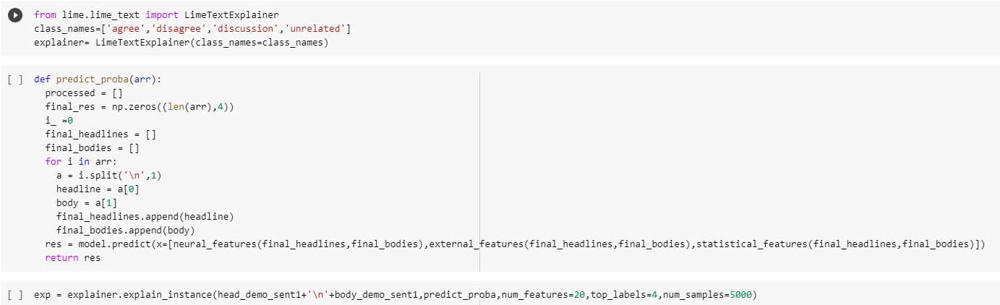 from lime.lime_text import LimeTextExplainer
class_names=['agree','disagree','discussion','unrelated']
explainer= LimeTextExplainer(class_names=class_names)
[ ] def predict_proba(arr):
  processed = []
  final_res = np.zeros((len(arr),4))
  i_ =0
  final_headlines = []
  final_bodies = []
  for i in arr:
    a = i.split('\n',1)
    headline = a[0]
    body = a[1]
    final_headlines.append(headline)
    final_bodies.append(body)
  res = model.predict(x=[neural_features(final_headlines,final_bodies),external_features(final_headlines,final_bodies),statistical_features(final_headlines,final_bodies)])
  return res
[ ] exp = explainer.explain_instance(head_demo_sent1+'\n'+body_demo_sent1,predict_proba,num_features=20,top_labels=4,num_samples=5000)